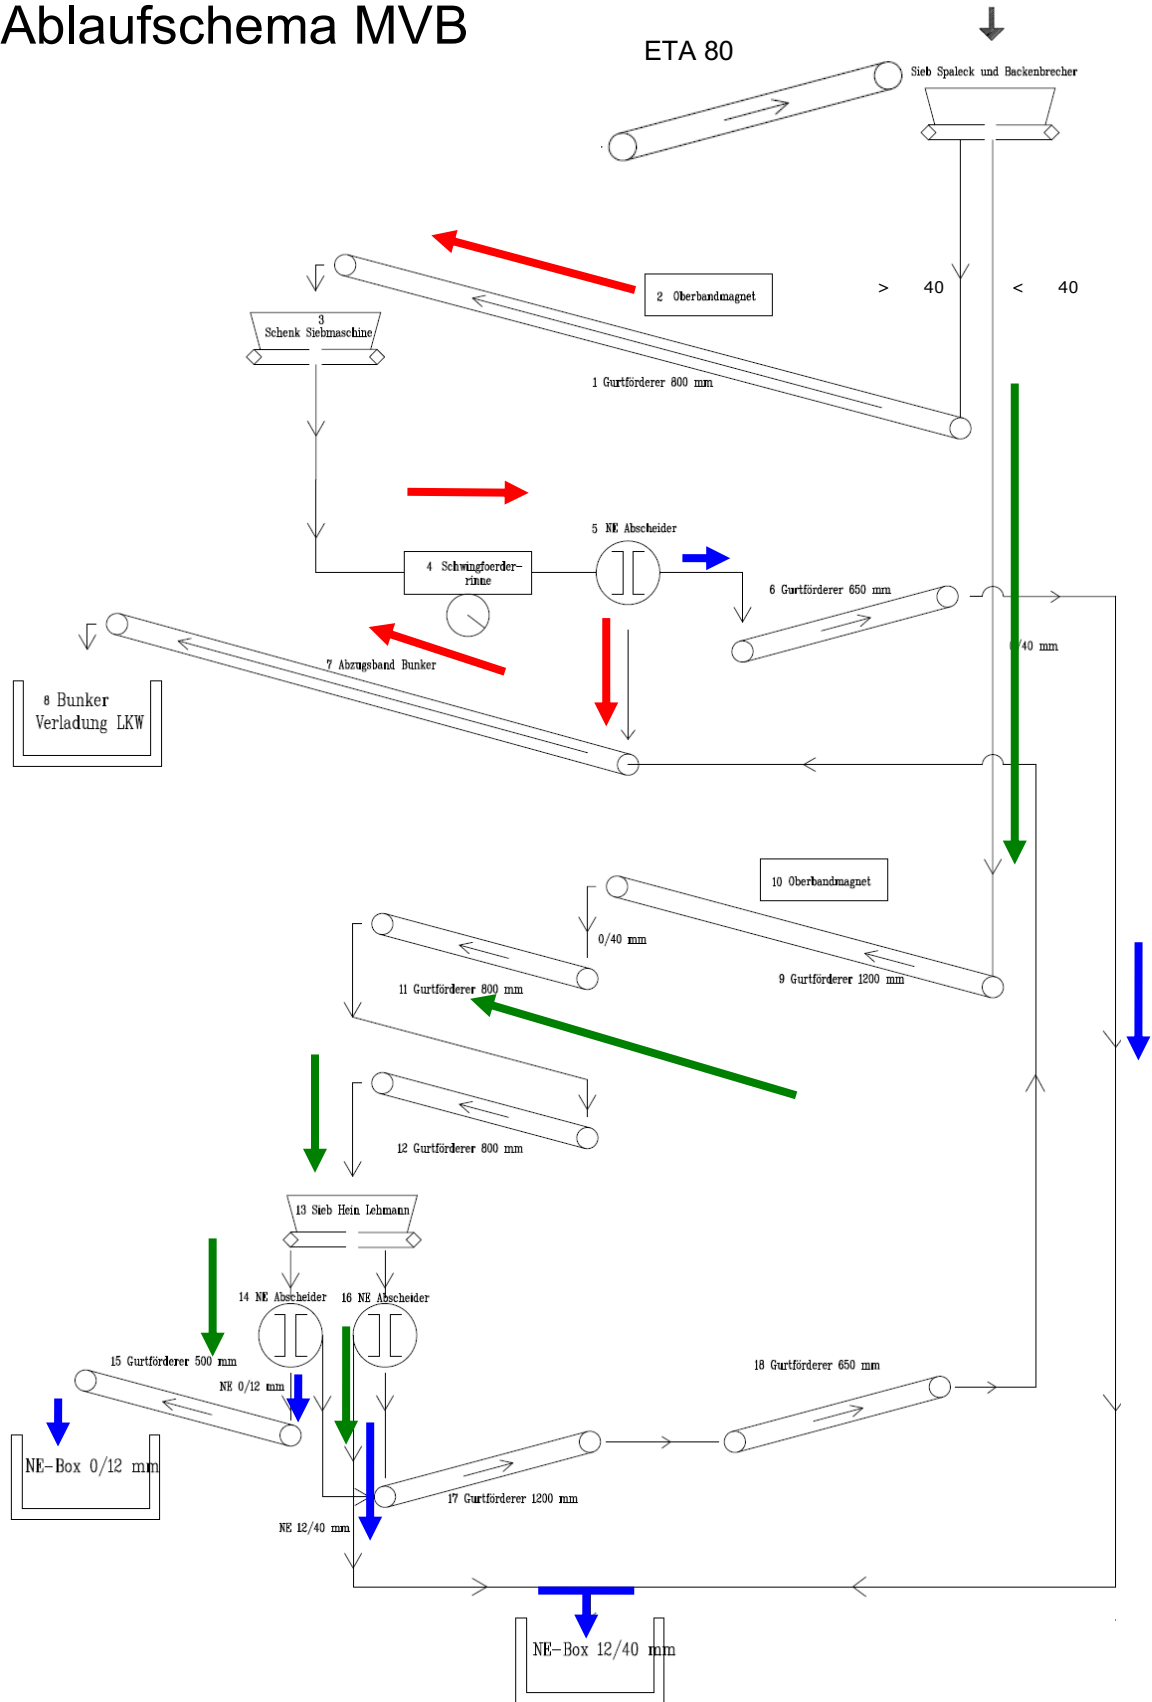 Ablaufschema MVB
ETA 80
Sieb Spaleck und Backenbrecher
> 40 < 40
2 Oberbandmagnet
3
Schenk Siebmaschine
1 Gurtförderer 800 mm
5 NE Abscheider
4 Schwingfoerder-
rinne
6 Gurtförderer 650 mm
/40 mm
7 Abzugsband Bunker
8 Bunker
Verladung LKW
10 Oberbandmagnet
0/40 mm
9 Gurtförderer 1200 mm
11 Gurtförderer 800 mm
12 Gurtförderer 800 mm
13 Sieb Hein Lehmann
14 NE Abscheider
16 NE Abscheider
15 Gurtförderer 500 mm
18 Gurtförderer 650 mm
NE 0/12 mm
NE-Box 0/12 mm
17 Gurtförderer 1200 mm
NE 12/40 mm
NE-Box 12/40 mm